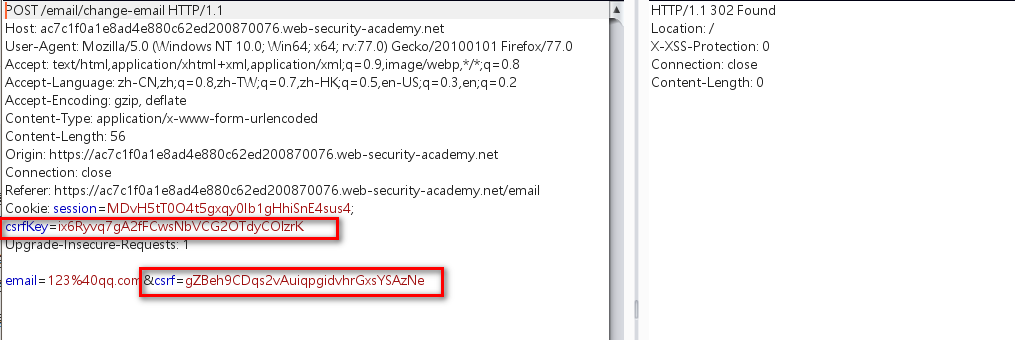 POST /email/change-email HTTP/1.1
Host: ac7c1f0a1e8ad4e880c62ed200870076.web-security-academy.net
User-Agent: Mozilla/5.0 (Windows NT 10.0; Win64; x64; rv:77.0) Gecko/20100101 Firefox/77.0
Accept: text/html,application/xhtml+xml,application/xml;q=0.9,image/webp,*/*;q=0.8
Accept-Language: zh-CN,zh;q=0.8,zh-TW;q=0.7,zh-HK;q=0.5,en-US;q=0.3,en;q=0.2
Accept-Encoding: gzip, deflate
Content-Type: application/x-www-form-urlencoded
Content-Length: 56
Origin: https://ac7c1f0a1e8ad4e880c62ed200870076.web-security-academy.net
Connection: close
Referer: https://ac7c1f0a1e8ad4e880c62ed200870076.web-security-academy.net/email
Cookie: session=MDvH5tT0O4t5gxqy0Ib1gHhiSnE4sus4;
csrfKey=ix6Ryvq7gA2fFCwsNbVCG2OTdyCOIzrK
Upgrade-Insecure-Requests: 1
email=123%40qq.com&csrf=gZBeh9CDqs2vAuiqpgidvhrGxsYSAzNe
HTTP/1.1 302 Found
Location: /
X-XSS-Protection: 0
Connection: close
Content-Length: 0